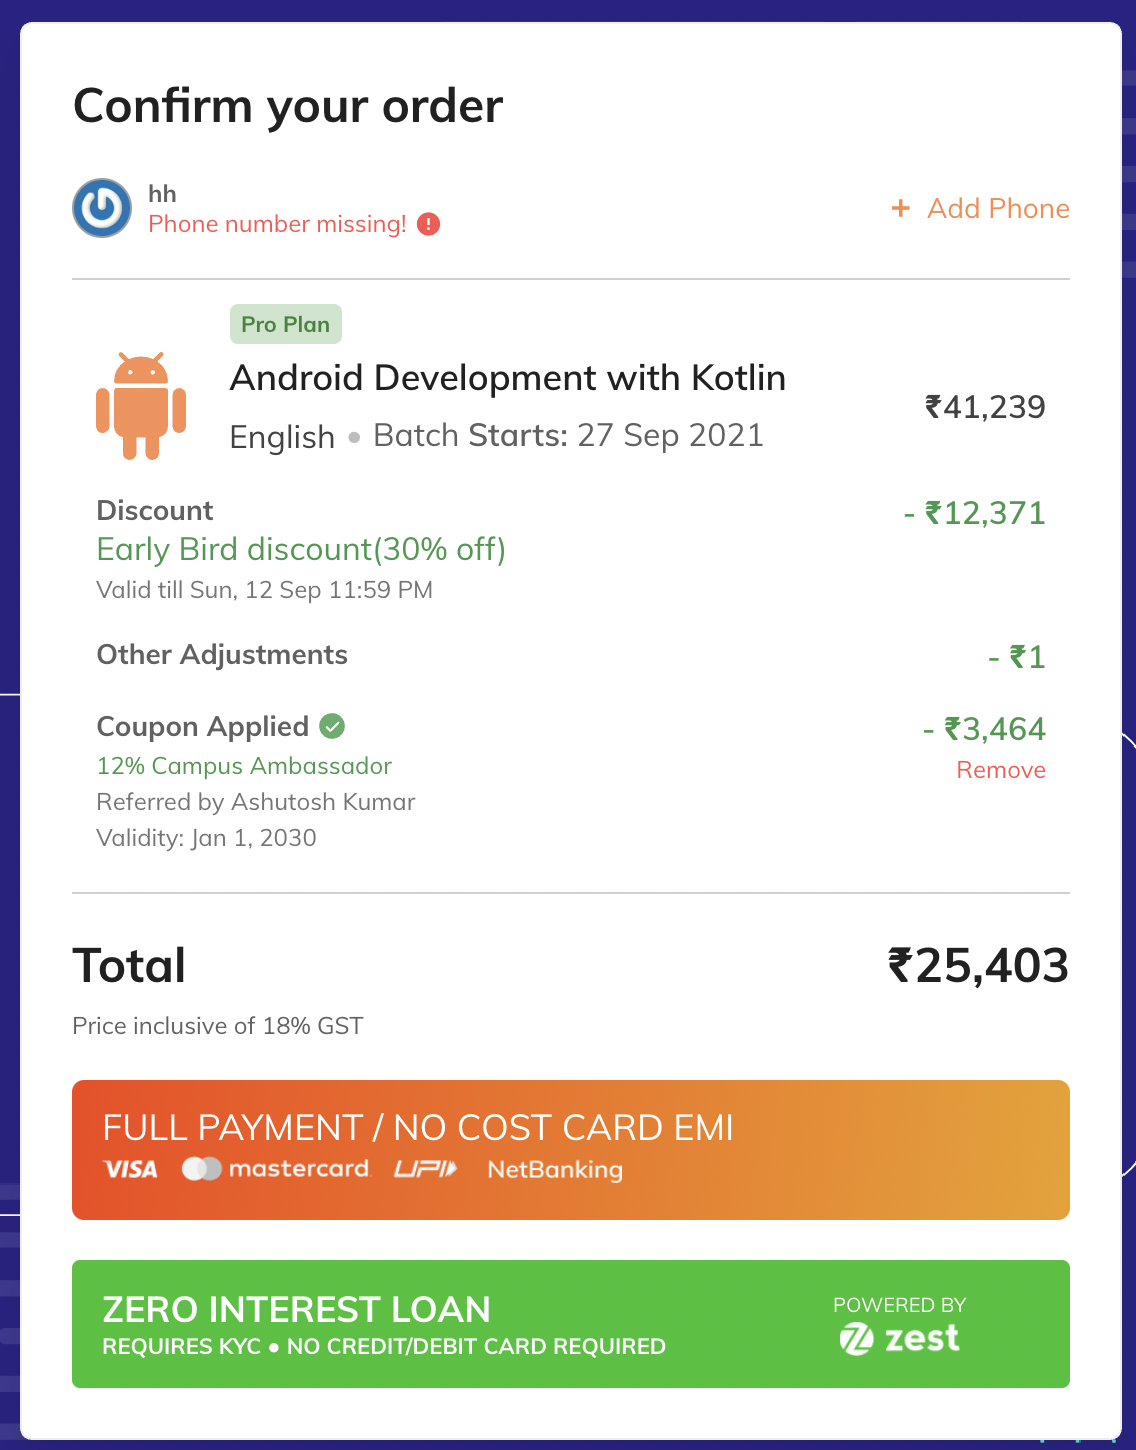 Confirm your order
hh
Phone number missing! !
+ Add Phone
Pro Plan
Android Development with Kotlin
₹41,239
English • Batch Starts: 27 Sep 2021
Discount
- ₹12,371
Early Bird discount(30% off)
Valid till Sun, 12 Sep 11:59 PM
Other Adjustments
- ₹1
Coupon Applied
- ₹3,464
12% Campus Ambassador
Remove
Referred by Ashutosh Kumar
Validity: Jan 1, 2030
Total
₹25,403
Price inclusive of 18% GST
FULL PAYMENT / NO COST CARD EMI
VISA mastercard. UPI NetBanking
ZERO INTEREST LOAN
REQUIRES KYC • NO CREDIT/DEBIT CARD REQUIRED
POWERED BY
zest